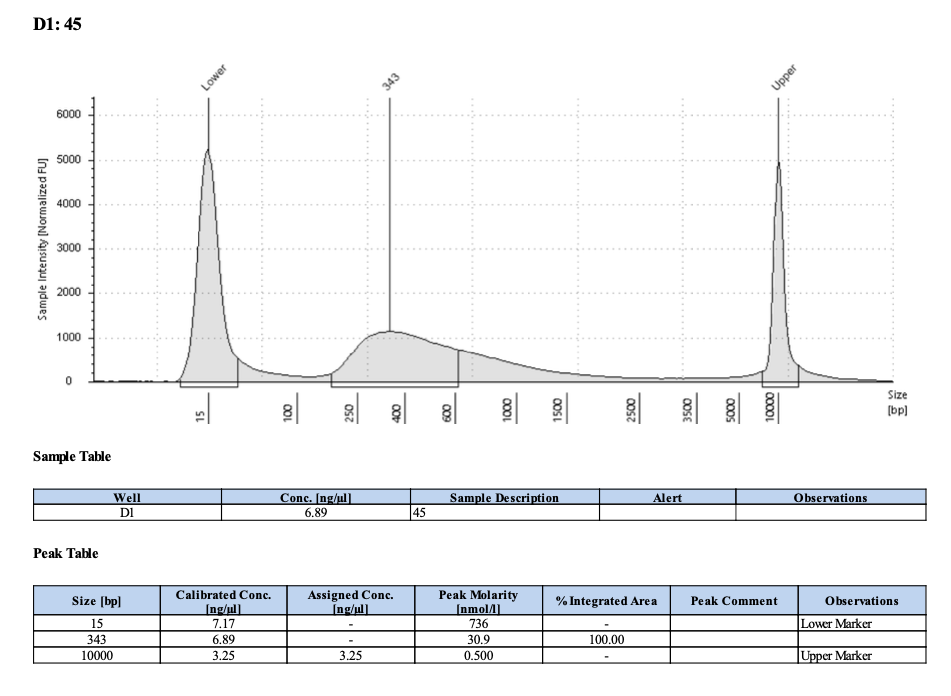 D1: 45
Lower
343
Upper
6000
5000
4000
3000
2000
1000
0
Sample Intensity [Normalized FU]
15
100
250
400
600
1000
1500
2500
3500
5000
10000
Size
[bp]
Sample Table
Well Conc. [ng/µl] Sample Description Alert Observations
D1 6.89 45
Peak Table
Size [bp] Calibrated Conc. [ng/µl] Assigned Conc. [ng/µl] Peak Molarity [nmol/l] % Integrated Area Peak Comment Observations
15 7.17 - 736 - Lower Marker
343 6.89 - 30.9 100.00
10000 3.25 3.25 0.500 - Upper Marker